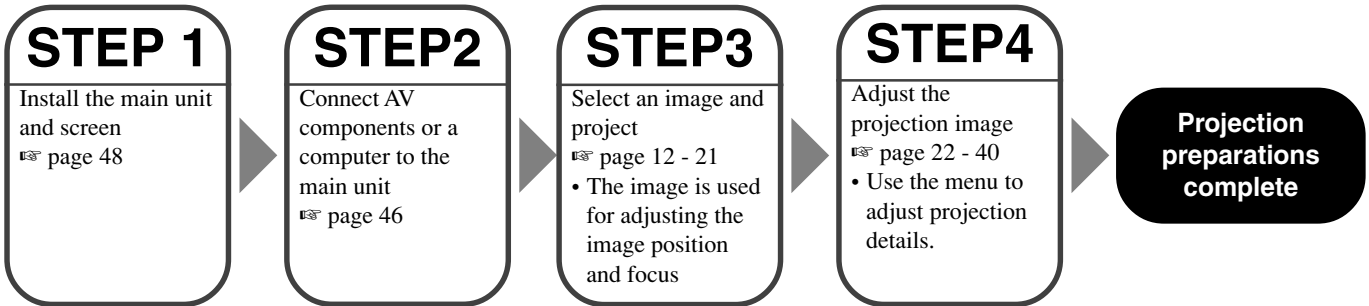 STEP 1
Install the main unit
and screen
☞ page 48
STEP2
Connect AV
components or a
computer to the
main unit
☞ page 46
STEP3
Select an image and
project
☞ page 12 - 21
• The image is used
for adjusting the
image position
and focus
STEP4
Adjust the
projection image
☞ page 22 - 40
• Use the menu to
adjust projection
details.
Projection
preparations
complete